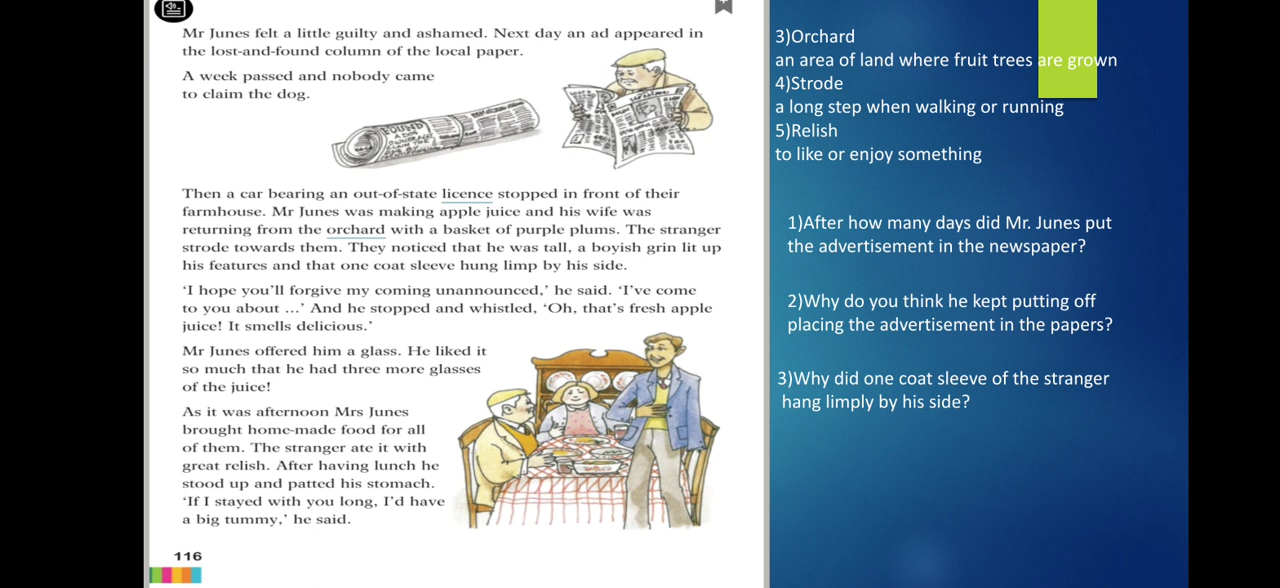 Mr Junes felt a little guilty and ashamed. Next day an ad appeared in
the lost-and-found column of the local paper.
A week passed and nobody came
to claim the dog.
FOUND
Then a car bearing an out-of-state licence stopped in front of their
farmhouse. Mr Junes was making apple juice and his wife was
returning from the orchard with a basket of purple plums. The stranger
strode towards them. They noticed that he was tall, a boyish grin lit up
his features and that one coat sleeve hung limp by his side.
‘I hope you’ll forgive my coming unannounced,’ he said. ‘I’ve come
to you about ...’ And he stopped and whistled, ‘Oh, that’s fresh apple
juice! It smells delicious.’
Mr Junes offered him a glass. He liked it
so much that he had three more glasses
of the juice!
As it was afternoon Mrs Junes
brought home-made food for all
of them. The stranger ate it with
great relish. After having lunch he
stood up and patted his stomach.
‘If I stayed with you long, I’d have
a big tummy,’ he said.
116
3)Orchard
an area of land where fruit trees are grown
4)Strode
a long step when walking or running
5)Relish
to like or enjoy something
1)After how many days did Mr. Junes put
the advertisement in the newspaper?
2)Why do you think he kept putting off
placing the advertisement in the papers?
3)Why did one coat sleeve of the stranger
hang limply by his side?